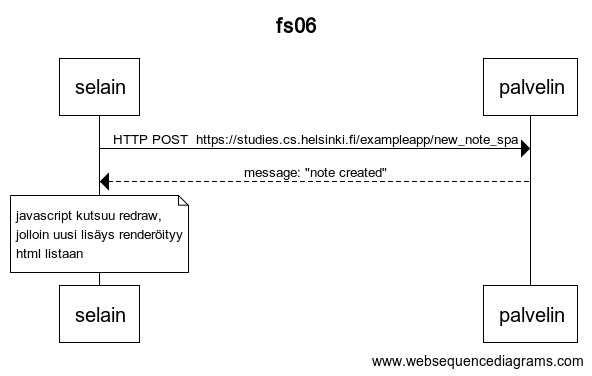 fs06
selain
palvelin
HTTP POST  https://studies.cs.helsinki.fi/exampleapp/new_note_spa
message: "note created"
javascript kutsuu redraw,
jolloin uusi lisäys renderöityy
html listaan
selain
palvelin
www.websequencediagrams.com